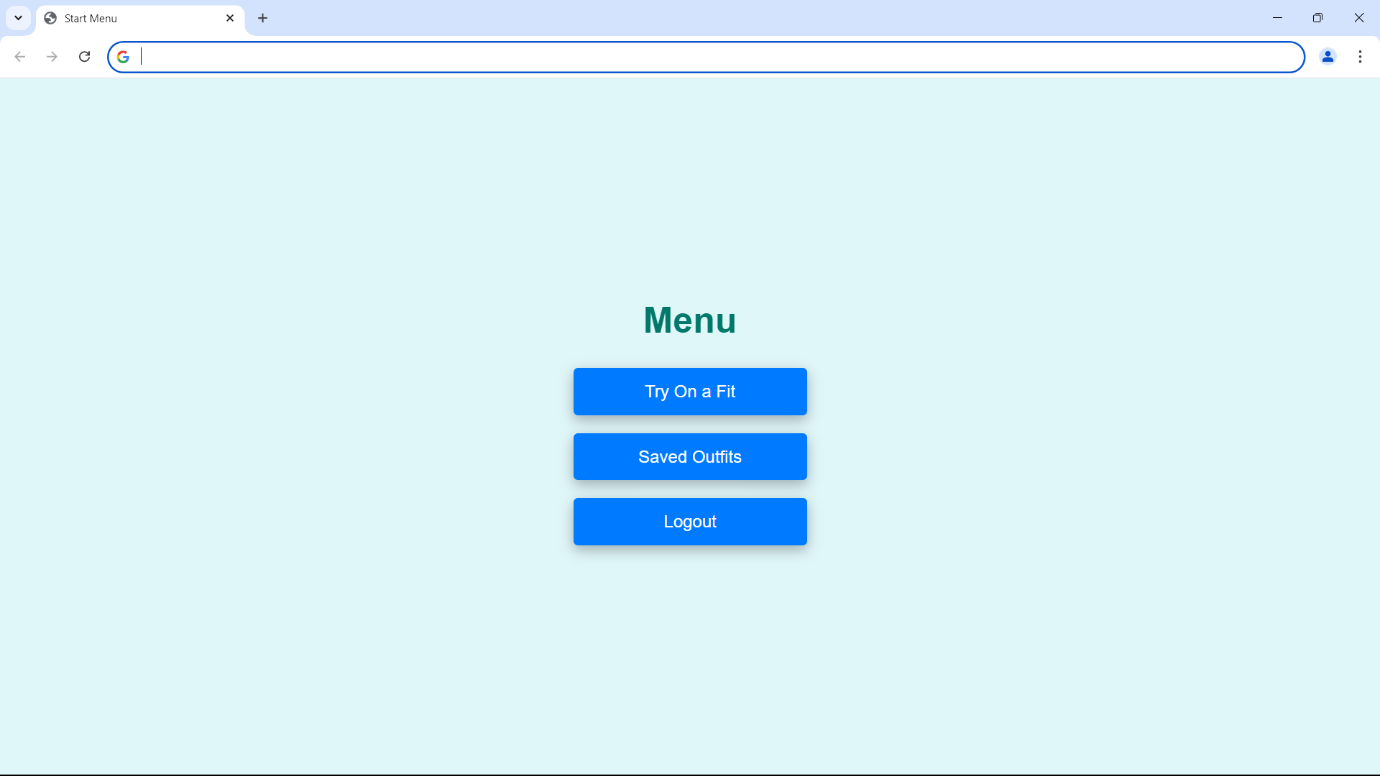 Start Menu
Menu
Try On a Fit
Saved Outfits
Logout